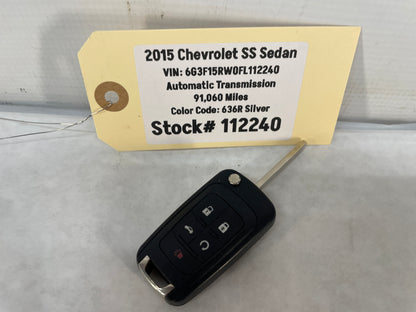 2015 Chevrolet SS Sedan
VIN: 6G3F15RW0FL112240
Automatic Transmission
91,060 Miles
Color Code: 636R Silver
Stock# 112240